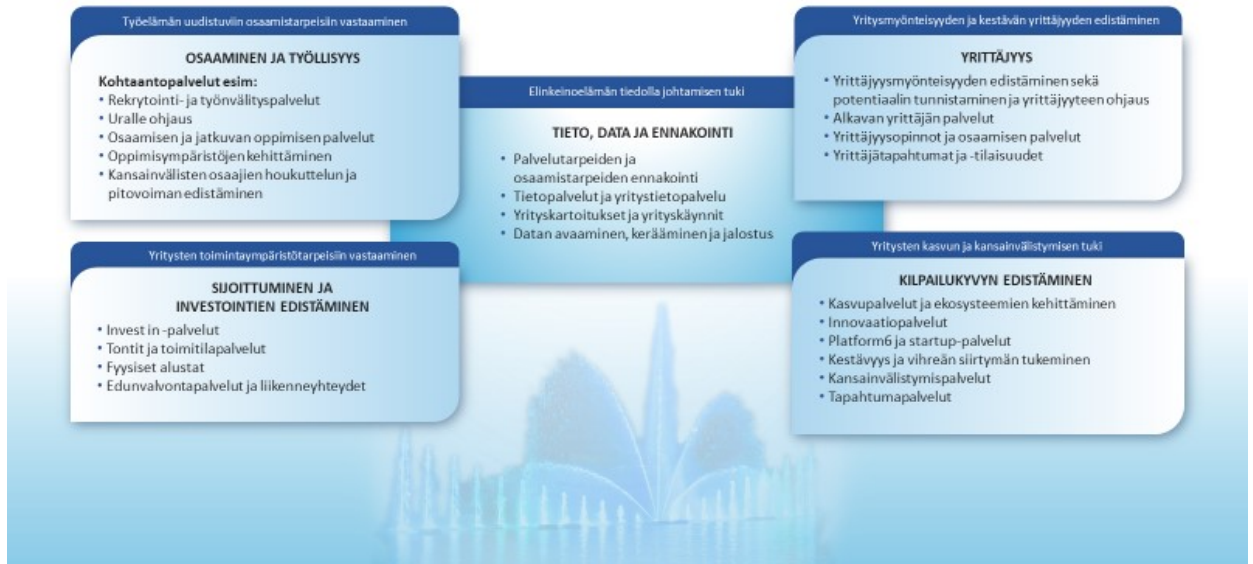 Työelämän uudistuviin osaamistarpeisiin vastaaminen
OSAAMINEN JA TYÖLLISYYS
Kohtaantopalvelut esim:
• Rekrytointi- ja työnvälityspalvelut
• Uralle ohjaus
• Osaamisen ja jatkuvan oppimisen palvelut
• Oppimisympäristöjen kehittäminen
• Kansainvälisten osaajien houkuttelun ja
pitovoiman edistäminen
Elinkeinoelämän tiedolla johtamisen tuki
TIETO, DATA JA ENNAKOINTI
• Palvelutarpeiden ja
osaamistarpeiden ennakointi
• Tietopalvelut ja yritystietopalvelu
• Yrityskartoitukset ja yrityskäynnit
• Datan avaaminen, kerääminen ja jalostus
Yritysmyönteisyyden ja kestävän yrittäjyyden edistäminen
YRITTÄJYYS
• Yrittäjyysmyönteisyyden edistäminen sekä
potentiaalin tunnistaminen ja yrittäjyyteen ohjaus
• Alkavan yrittäjän palvelut
• Yrittäjyysopinnot ja osaamisen palvelut
• Yrittäjätapahtumat ja -tilaisuudet
Yritysten toimintaympäristötarpeisiin vastaaminen
SIJOITTUMINEN JA
INVESTOINTIEN EDISTÄMINEN
• Invest in -palvelut
• Tontit ja toimitilapalvelut
• Fyysiset alustat
• Edunvalvontapalvelut ja liikenneyhteydet
Yritysten kasvun ja kansainvälistymisen tuki
KILPAILUKYVYN EDISTÄMINEN
• Kasvupalvelut ja ekosysteemien kehittäminen
• Innovaatiopalvelut
• Platform6 ja startup-palvelut
• Kestävyys ja vihreän siirtymän tukeminen
• Kansainvälistymispalvelut
• Tapahtumapalvelut